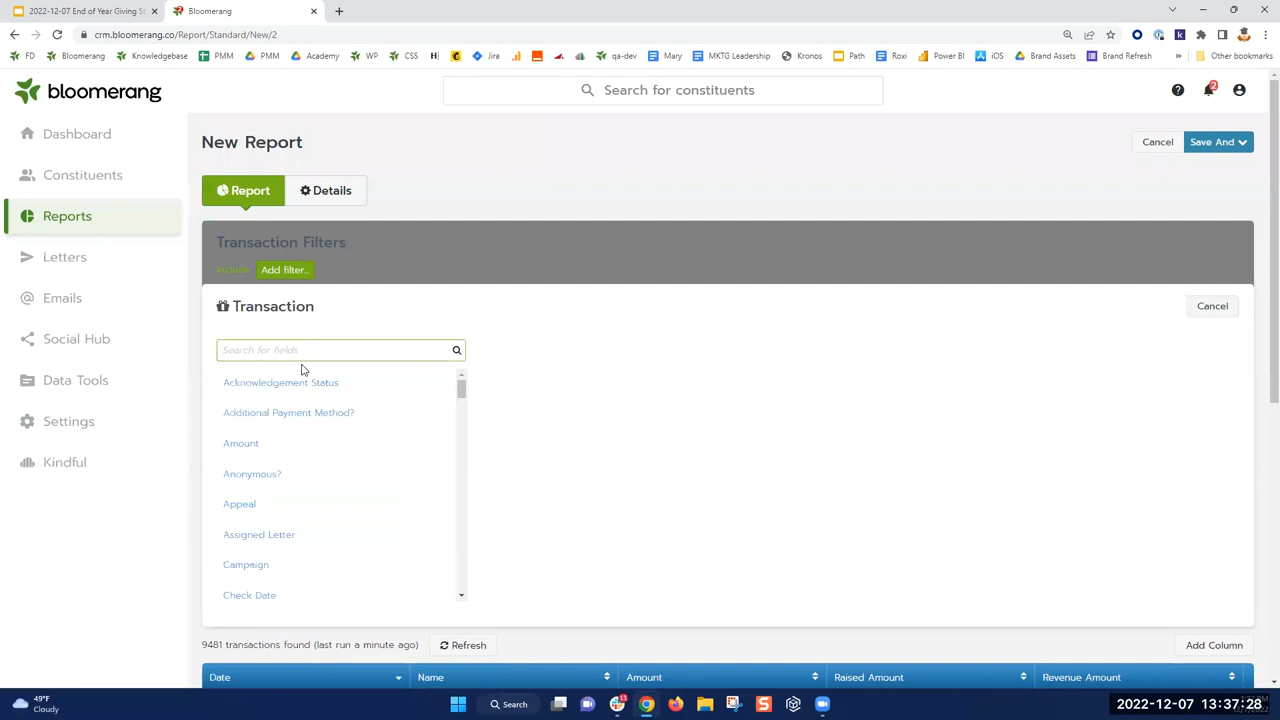 2022-12-07 End of Year Giving St
Bloomerang
crm.bloomerang.co/Report/Standard/New/2
FD
Bloomerang
Knowledgebase
PMM
PMM
Academy
WP
CSS
H
Jira
qa-dev
Mary
MKTG Leadership
Kronos
Path
Roxi
Power BI
iOS
Brand Assets
Brand Refresh
Other bookmarks
bloomerang
Search for constituents
2
Dashboard
Constituents
Reports
Letters
Emails
Social Hub
Data Tools
Settings
Kindful
New Report
Cancel
Save And
Report
Details
Transaction Filters
Include
Add filter...
Transaction
Cancel
Search for fields
Acknowledgement Status
Additional Payment Method?
Amount
Anonymous?
Appeal
Assigned Letter
Campaign
Check Date
9481 transactions found (last run a minute ago)
Refresh
Add Column
Date
Name
Amount
Raised Amount
Revenue Amount
49°F
Cloudy
Search
11
2022-12-07 13:37:28